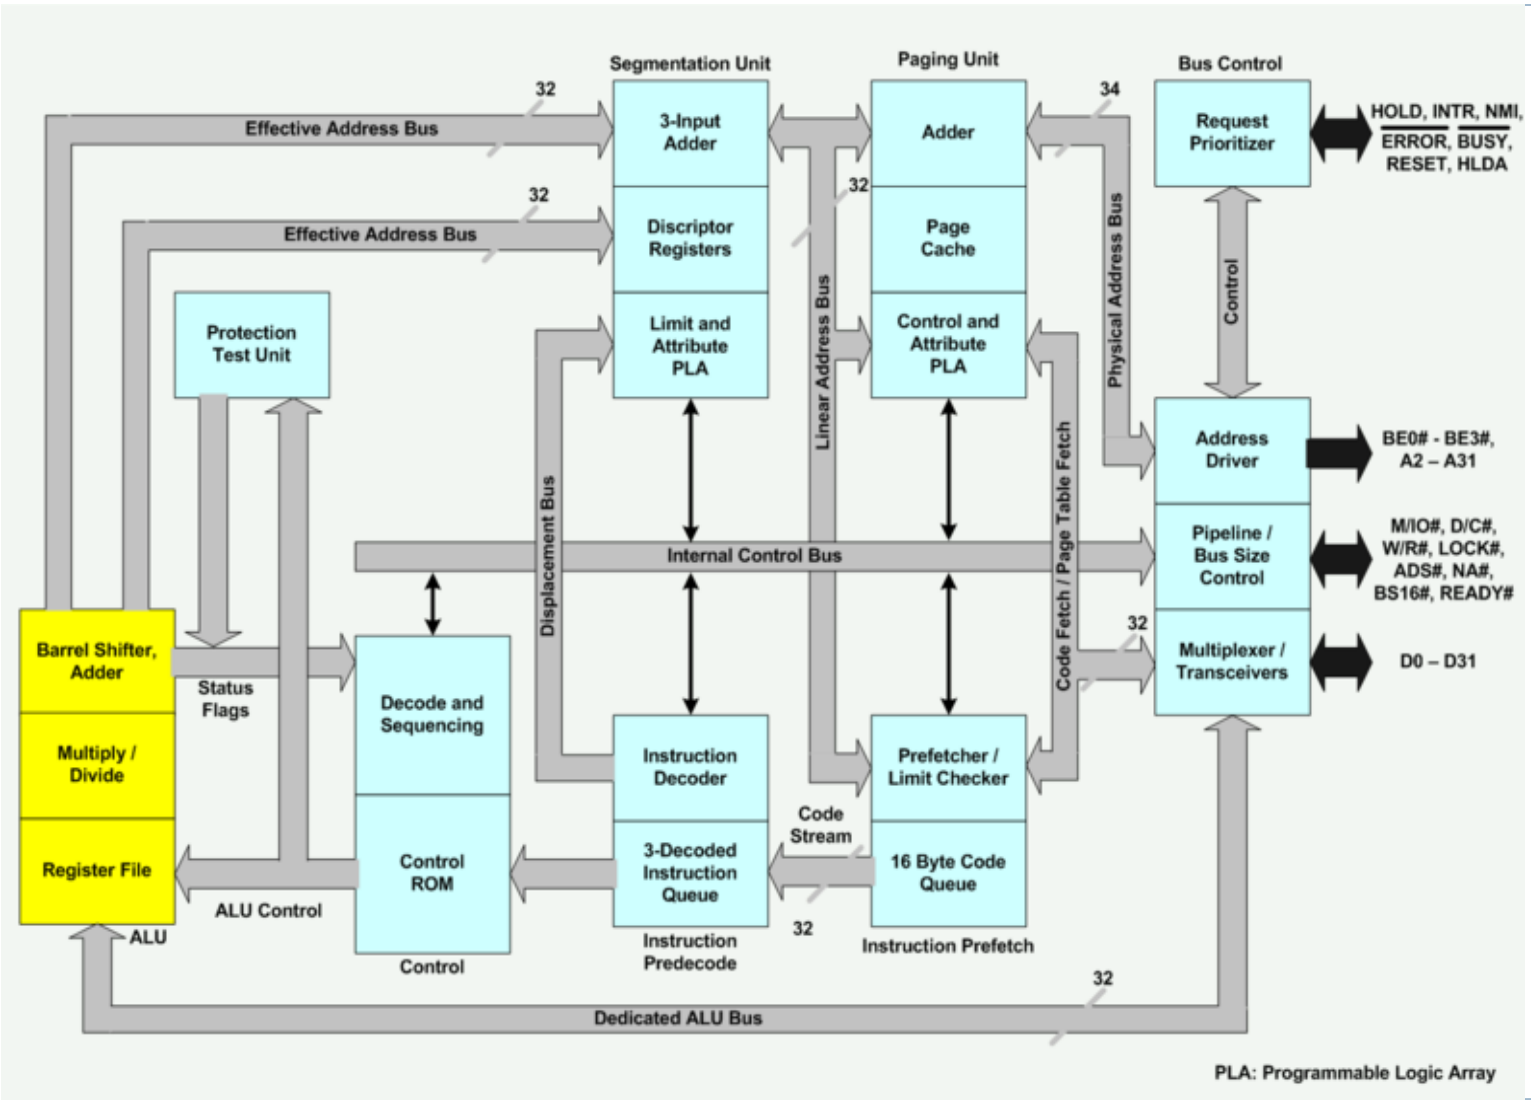 Segmentation Unit
Paging Unit
Bus Control
32
34
Effective Address Bus
3-Input
Adder
Adder
Request
Prioritizer
HOLD, INTR, NMI,
ERROR, BUSY,
RESET, HLDA
32
32
Effective Address Bus
Discriptor
Registers
Page
Cache
Physical Address Bus
Control
Linear Address Bus
Protection
Test Unit
Limit and
Attribute
PLA
Control and
Attribute
PLA
Address
Driver
BE0# - BE3#,
A2 – A31
Displacement Bus
Code Fetch / Page Table Fetch
Internal Control Bus
Pipeline /
Bus Size
Control
M/IO#, D/C#,
W/R#, LOCK#,
ADS#, NA#,
BS16#, READY#
32
Barrel Shifter,
Adder
Status
Flags
Decode and
Sequencing
Multiplexer /
Transceivers
D0 – D31
Multiply /
Divide
Instruction
Decoder
Prefetcher /
Limit Checker
Code
Stream
Register File
Control
ROM
3-Decoded
Instruction
Queue
16 Byte Code
Queue
32
ALU Control
ALU
Control
Instruction
Predecode
Instruction Prefetch
32
Dedicated ALU Bus
PLA: Programmable Logic Array